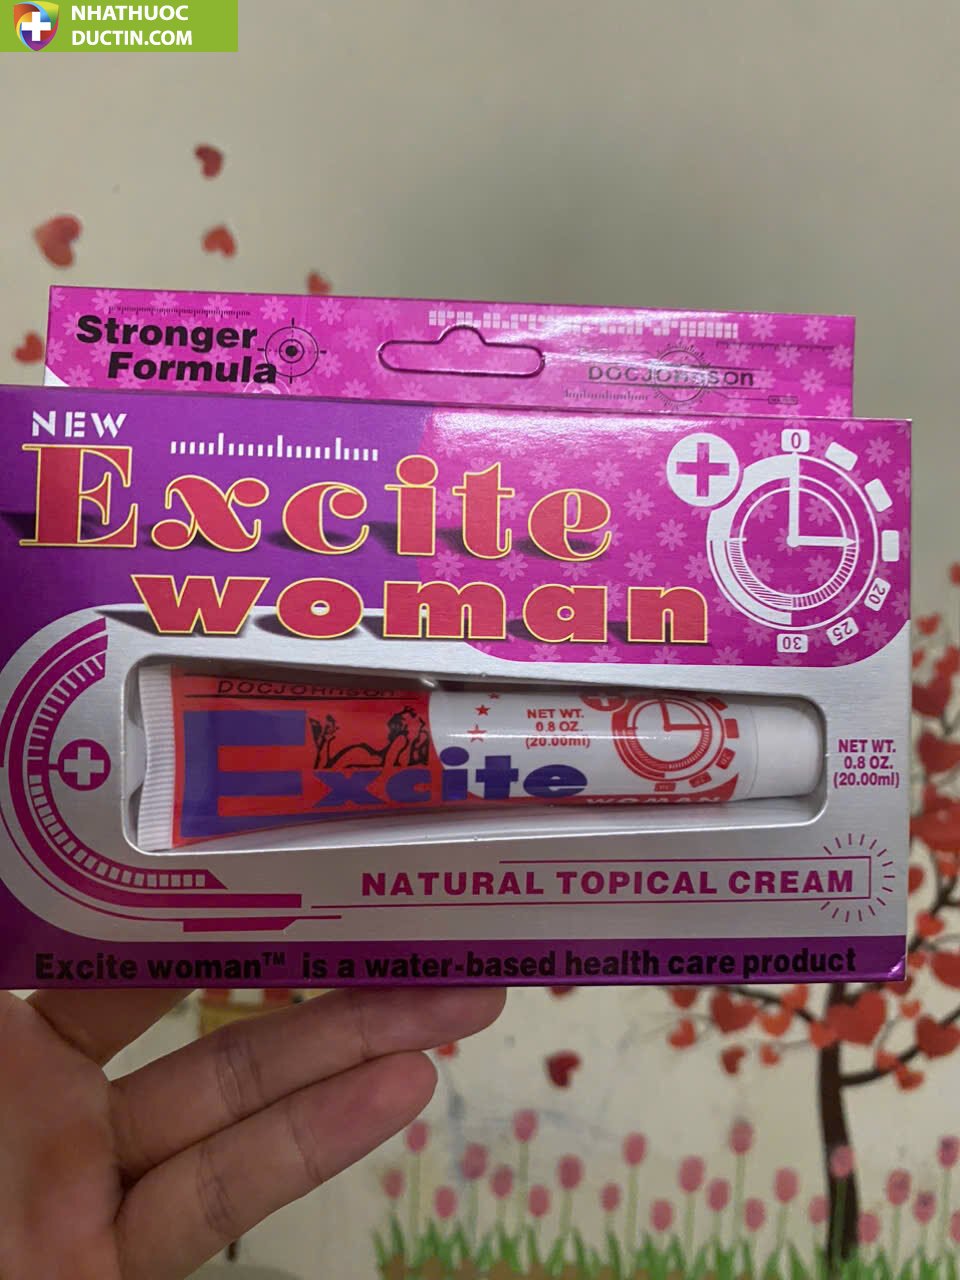 NHATHUOC
DUCTIN.COM
Stronger
Formula
DOCJOHNSON
NEW
Excite
woman
0
20
25
30
DOCJOHNSON
NET WT.
0.8 OZ.
(20.00ml)
Excite
WOMAN
NET WT.
0.8 OZ.
(20.00ml)
NATURAL TOPICAL CREAM
Excite woman™ is a water-based health care product